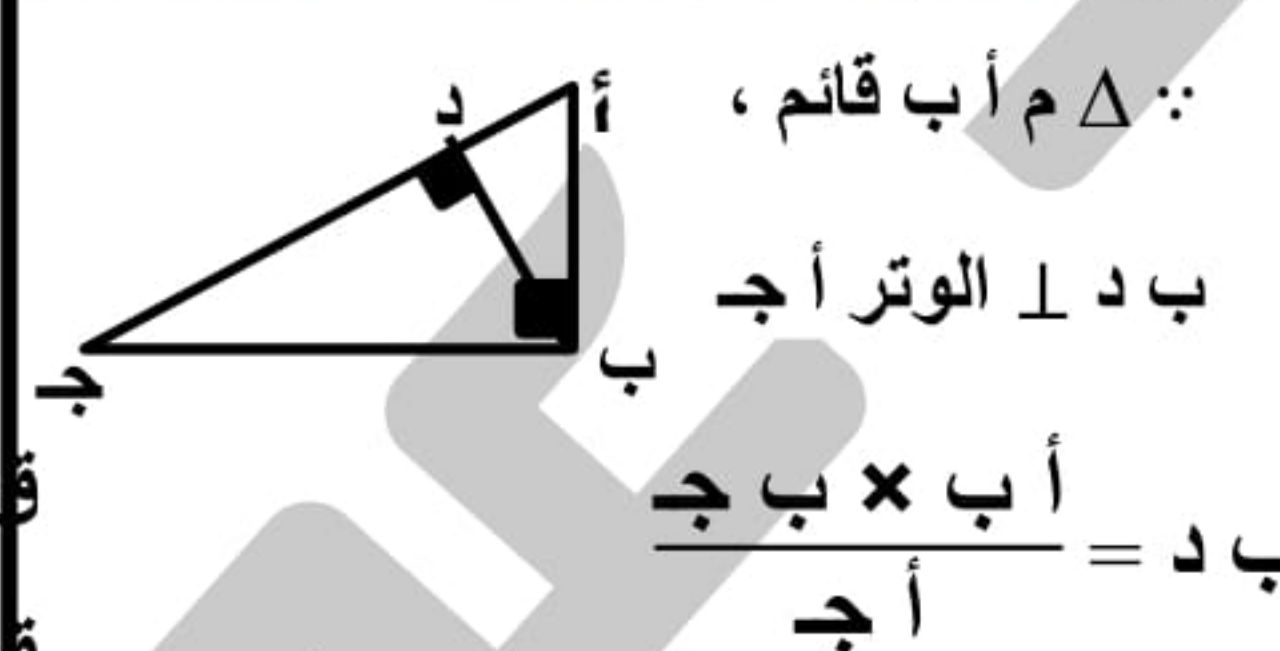 ∵ Δ م أ ب قائم ،
ب د ⊥ الوتر أ جـ
ب د = أ ب × ب جـ
أ جـ
أ
د
ب
جـ